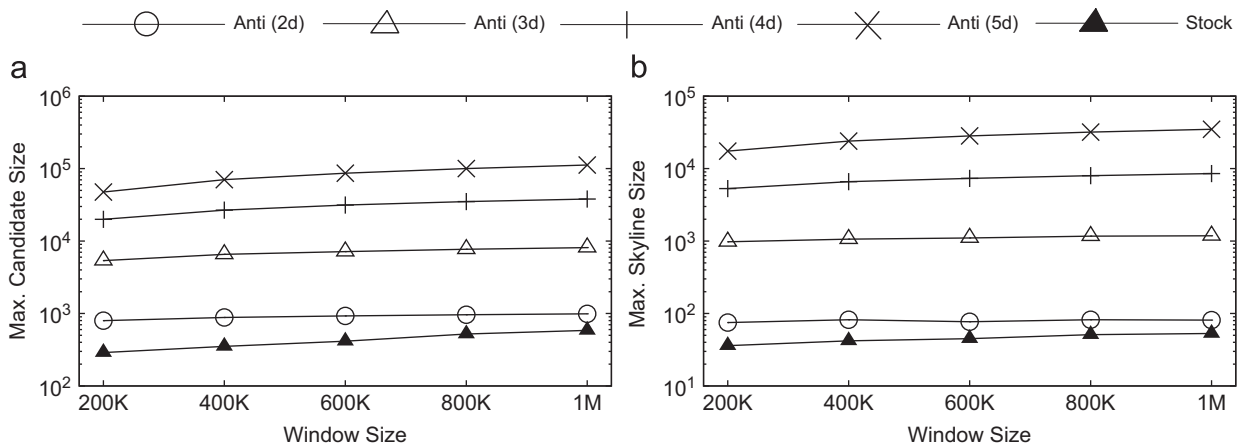 Anti (2d) Anti (3d) Anti (4d) Anti (5d) Stock
a
10^6
10^5
10^4
10^3
10^2
Max. Candidate Size
200K 400K 600K 800K 1M
Window Size
b
10^5
10^4
10^3
10^2
10^1
Max. Skyline Size
200K 400K 600K 800K 1M
Window Size